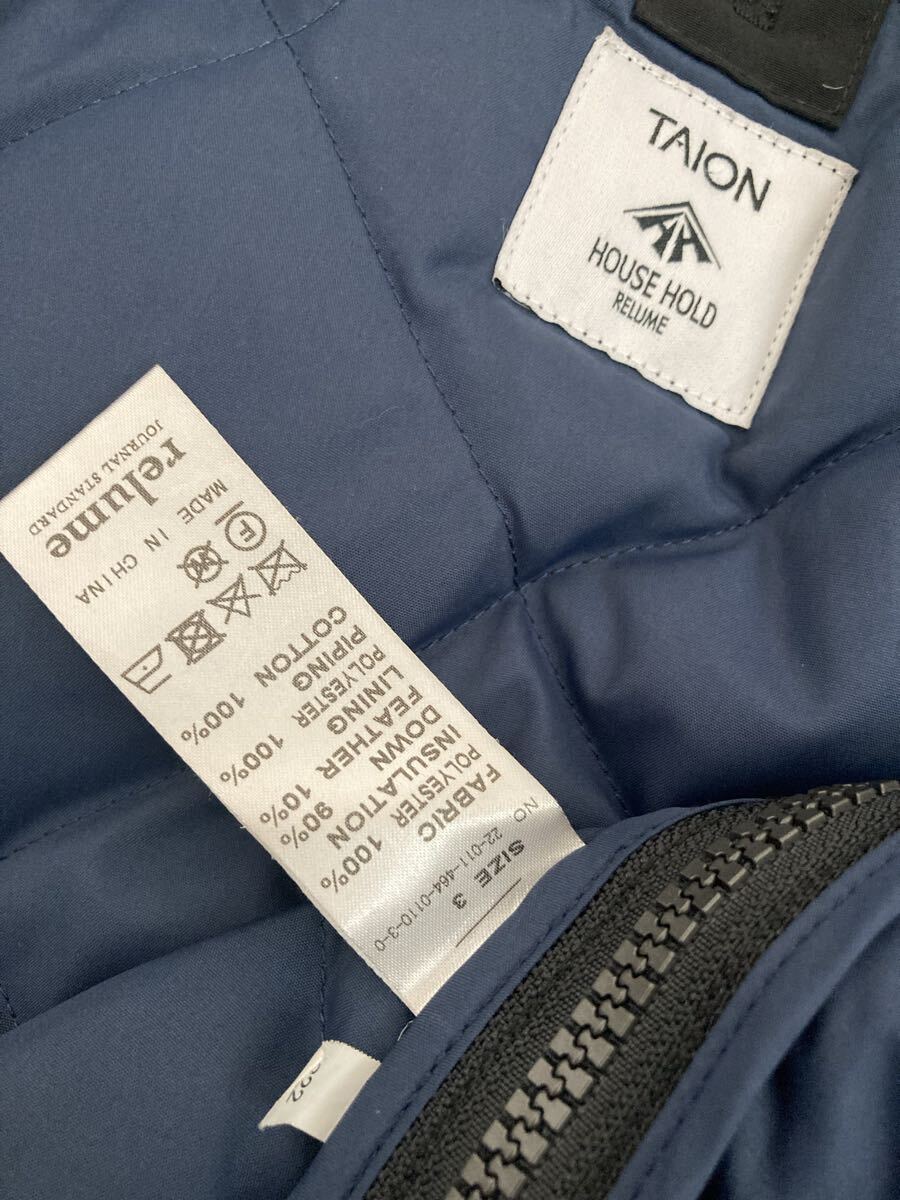 TAION
HOUSE HOLD
RELUME
NO 22-011-464-0110-3-0
SIZE 3
FABRIC
POLYESTER 100%
INSULATION
DOWN 90%
FEATHER 10%
LINING
POLYESTER 100%
PIPING
COTTON 100%
F
MADE IN CHINA
relume
JOURNAL STANDARD